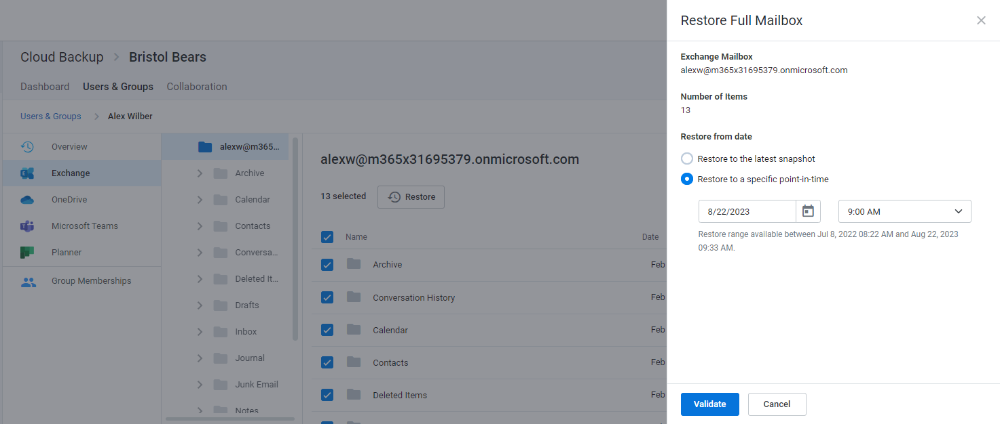 Cloud Backup > Bristol Bears
Dashboard Users & Groups Collaboration
Users & Groups > Alex Wilber
Overview
Exchange
OneDrive
Microsoft Teams
Planner
Group Memberships
alexw@m365...
Archive
Calendar
Contacts
Conversa...
Deleted It...
Drafts
Inbox
Journal
Junk Email
Notes
alexw@m365x31695379.onmicrosoft.com
13 selected Restore
Name Date
Archive Feb
Conversation History Feb
Calendar Feb
Contacts Feb
Deleted Items Feb
Restore Full Mailbox
Exchange Mailbox
alexw@m365x31695379.onmicrosoft.com
Number of Items
13
Restore from date
Restore to the latest snapshot
Restore to a specific point-in-time
8/22/2023 9:00 AM
Restore range available between Jul 8, 2022 08:22 AM and Aug 22, 2023
09:33 AM.
Validate Cancel